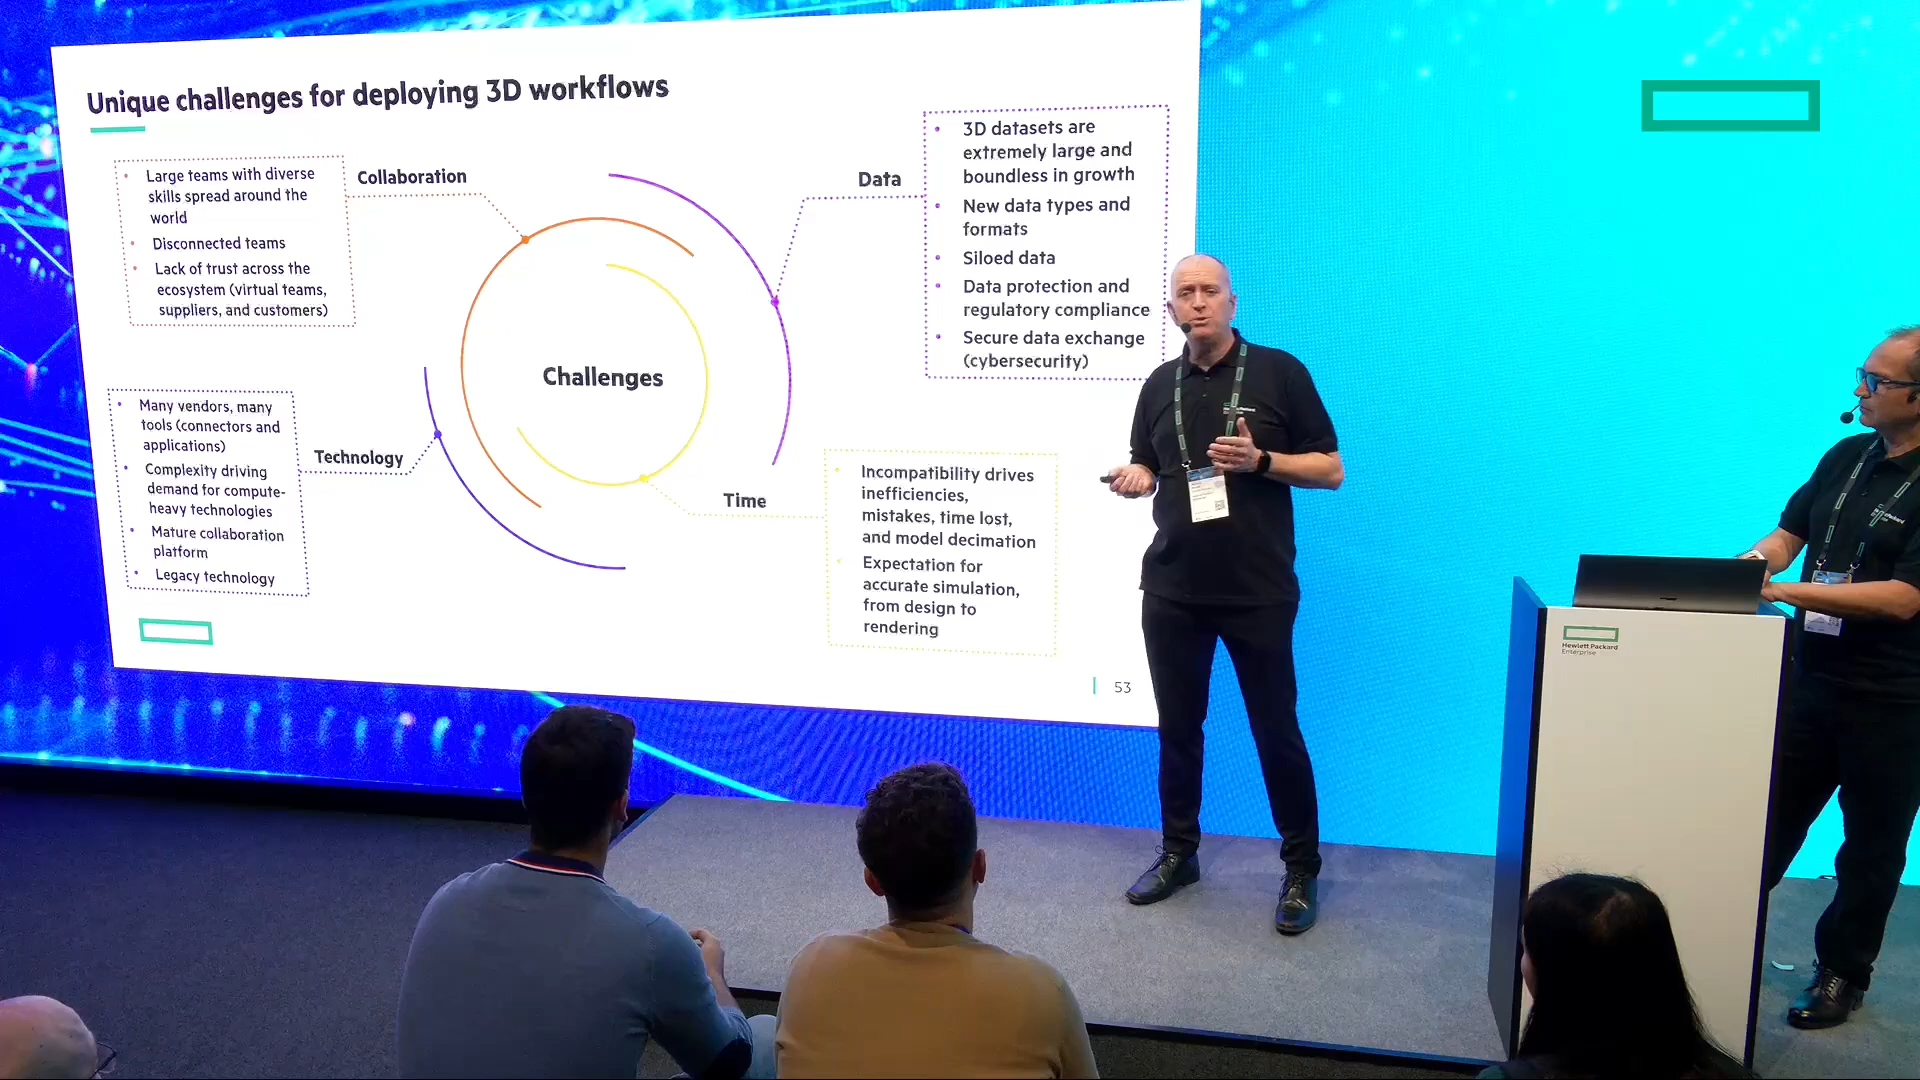 Unique challenges for deploying 3D workflows
• Large teams with diverse
skills spread around the
world
• Disconnected teams
• Lack of trust across the
ecosystem (virtual teams,
suppliers, and customers)
Collaboration
Data
• 3D datasets are
extremely large and
boundless in growth
• New data types and
formats
• Siloed data
• Data protection and
regulatory compliance
• Secure data exchange
(cybersecurity)
Challenges
• Many vendors, many
tools (connectors and
applications)
• Complexity driving
demand for compute-
heavy technologies
• Mature collaboration
platform
• Legacy technology
Technology
Time
• Incompatibility drives
inefficiencies,
mistakes, time lost,
and model decimation
• Expectation for
accurate simulation,
from design to
rendering
53
Hewlett Packard
Enterprise